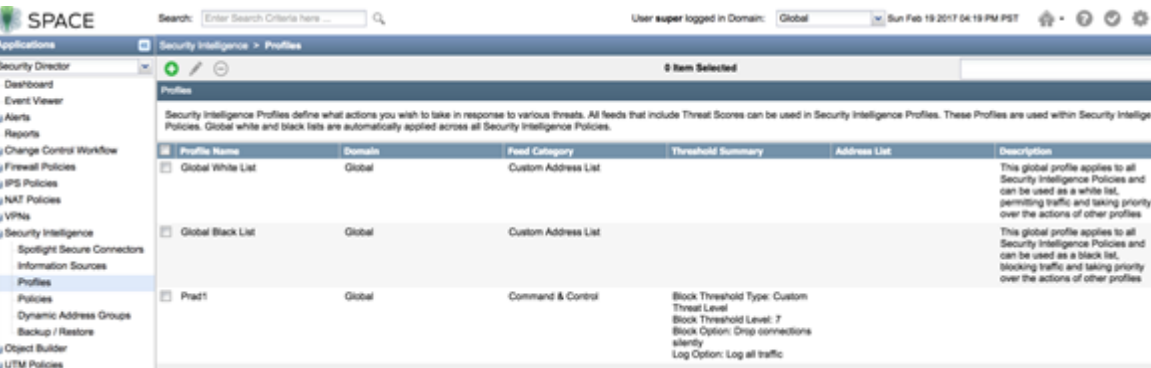 SPACE
Search: Enter Search Criteria here ...
User super logged in Domain: Global Sun Feb 19 2017 04:19 PM PST
Applications
Security Director
Dashboard
Event Viewer
Alerts
Reports
Change Control Workflow
Firewall Policies
IPS Policies
NAT Policies
VPNs
Security Intelligence
Spotlight Secure Connectors
Information Sources
Profiles
Policies
Dynamic Address Groups
Backup / Restore
Object Builder
UTM Policies
Security Intelligence > Profiles
0 Item Selected
Profiles
Security Intelligence Profiles define what actions you wish to take in response to various threats. All feeds that include Threat Scores can be used in Security Intelligence Profiles. These Profiles are used within Security Intellige
Policies. Global white and black lists are automatically applied across all Security Intelligence Policies.
Profile Name Domain Feed Category Threshold Summary Address List Description
Global White List Global Custom Address List
This global profile applies to all
Security Intelligence Policies and
can be used as a white list,
permitting traffic and taking priority
over the actions of other profiles
Global Black List Global Custom Address List
This global profile applies to all
Security Intelligence Policies and
can be used as a black list,
blocking traffic and taking priority
over the actions of other profiles
Prad1 Global Command & Control
Block Threshold Type: Custom
Threat Level
Block Threshold Level: 7
Block Option: Drop connections
silently
Log Option: Log all traffic